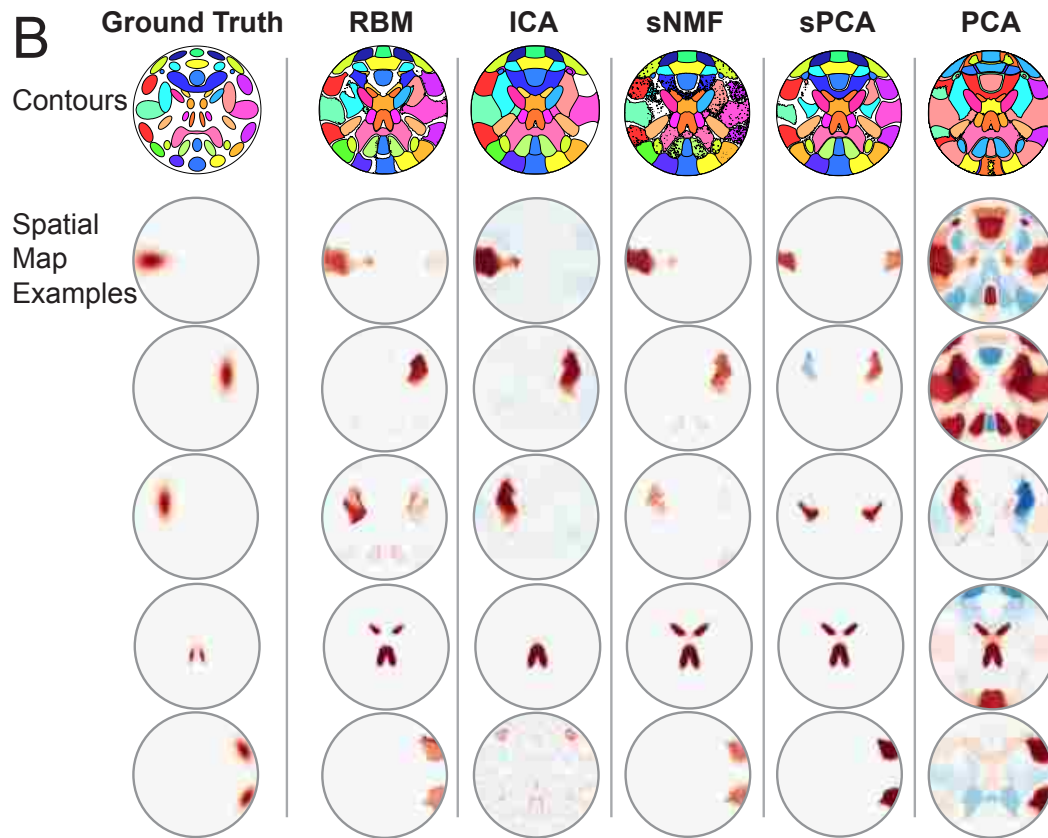 B
Ground Truth RBM ICA sNMF sPCA PCA
Contours
Spatial
Map
Examples